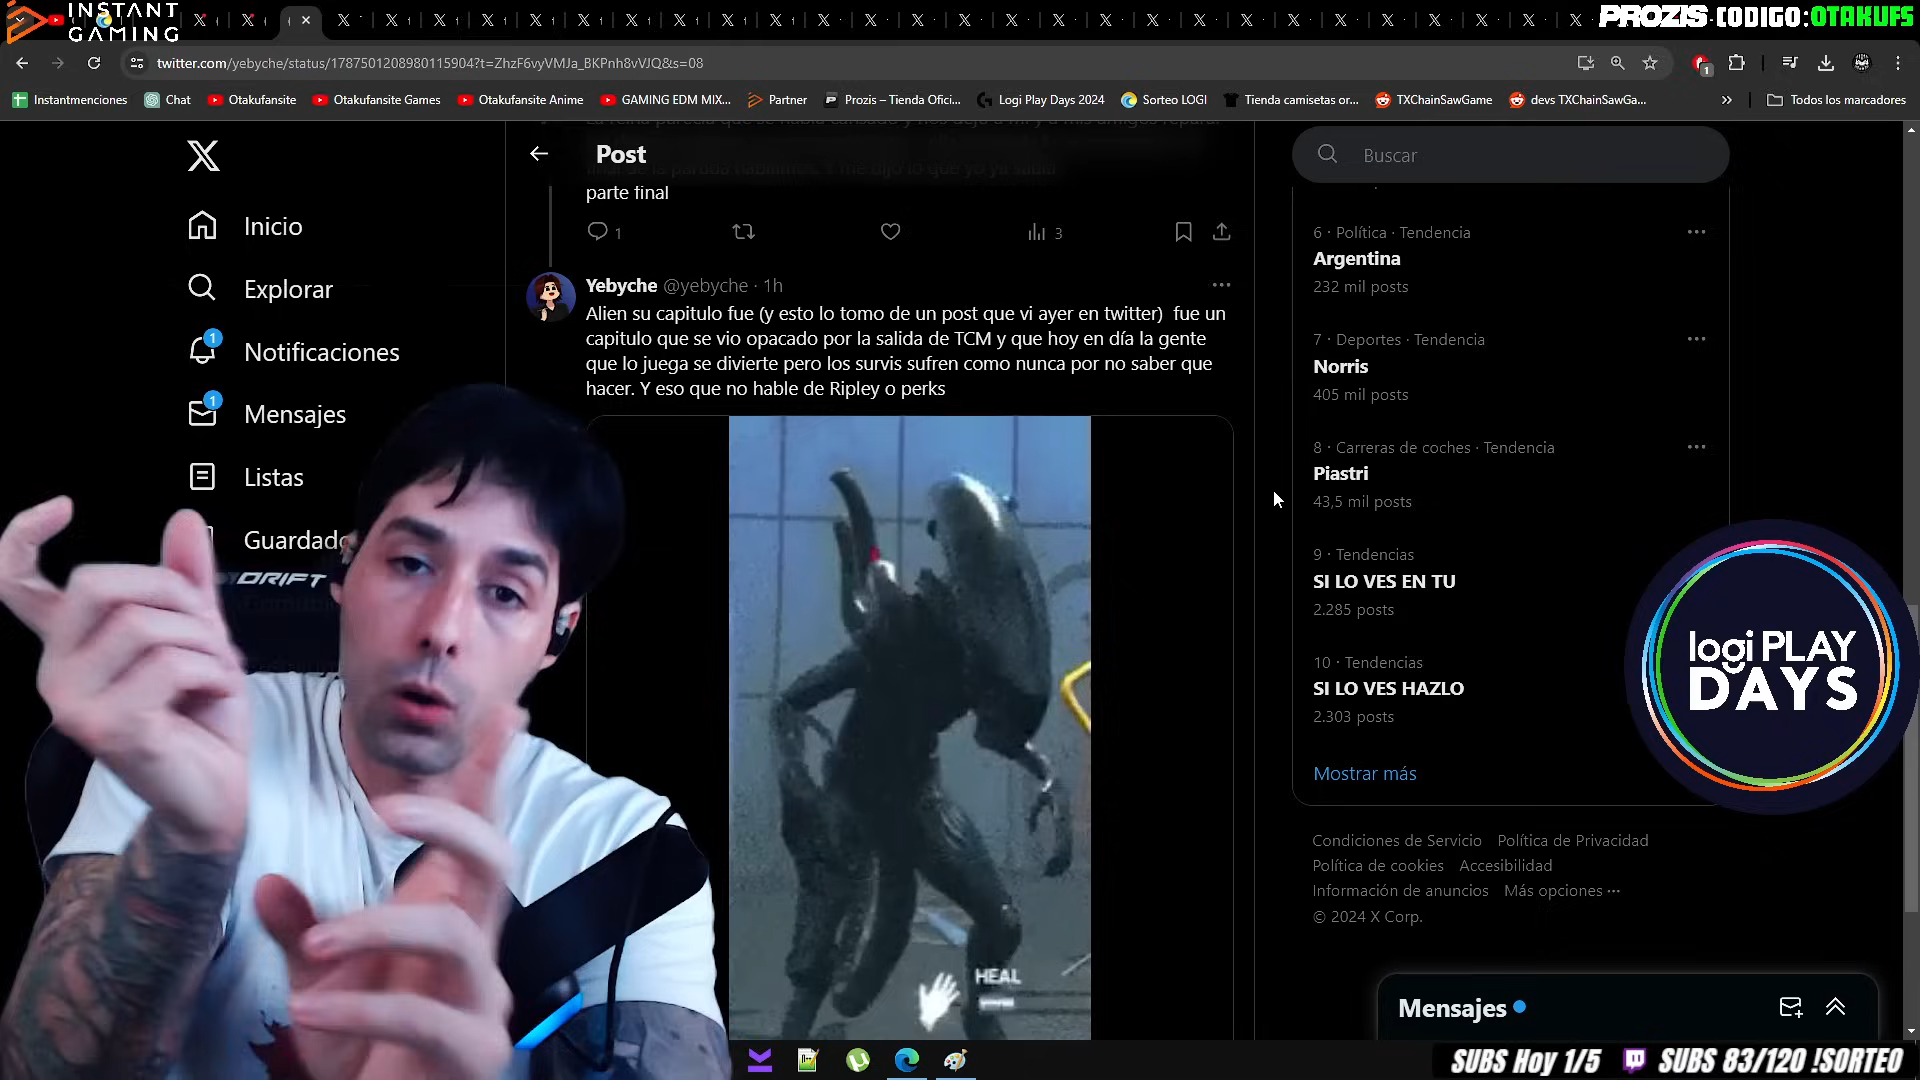 INSTANT
GAMING
PROZIS CODIGO:OTAKUFS
twitter.com/yebyche/status/1787501208980115904?t=ZhzF6vyVMJa_BKPnh8vVJQ&s=08
1
Instantmenciones
Chat
Otakufansite
Otakufansite Games
Otakufansite Anime
GAMING EDM MIX...
Partner
Prozis – Tienda Ofici...
Logi Play Days 2024
Sorteo LOGI
Tienda camisetas or...
TXChainSawGame
devs TXChainSawGa...
Todos los marcadores
Inicio
Explorar
1
Notificaciones
1
Mensajes
Listas
Guardado
DRIFT
Post
parte final
1
3
Yebyche @yebyche · 1h
Alien su capitulo fue (y esto lo tomo de un post que vi ayer en twitter) fue un
capitulo que se vio opacado por la salida de TCM y que hoy en día la gente
que lo juega se divierte pero los survis sufren como nunca por no saber que
hacer. Y eso que no hable de Ripley o perks
HEAL
Buscar
6 · Política · Tendencia
Argentina
232 mil posts
7 · Deportes · Tendencia
Norris
405 mil posts
8 · Carreras de coches · Tendencia
Piastri
43,5 mil posts
9 · Tendencias
SI LO VES EN TU
2.285 posts
10 · Tendencias
SI LO VES HAZLO
2.303 posts
Mostrar más
Condiciones de Servicio Política de Privacidad
Política de cookies Accesibilidad
Información de anuncios Más opciones ···
© 2024 X Corp.
logi PLAY
DAYS
Mensajes
SUBS Hoy 1/5 SUBS 83/120 !SORTEO